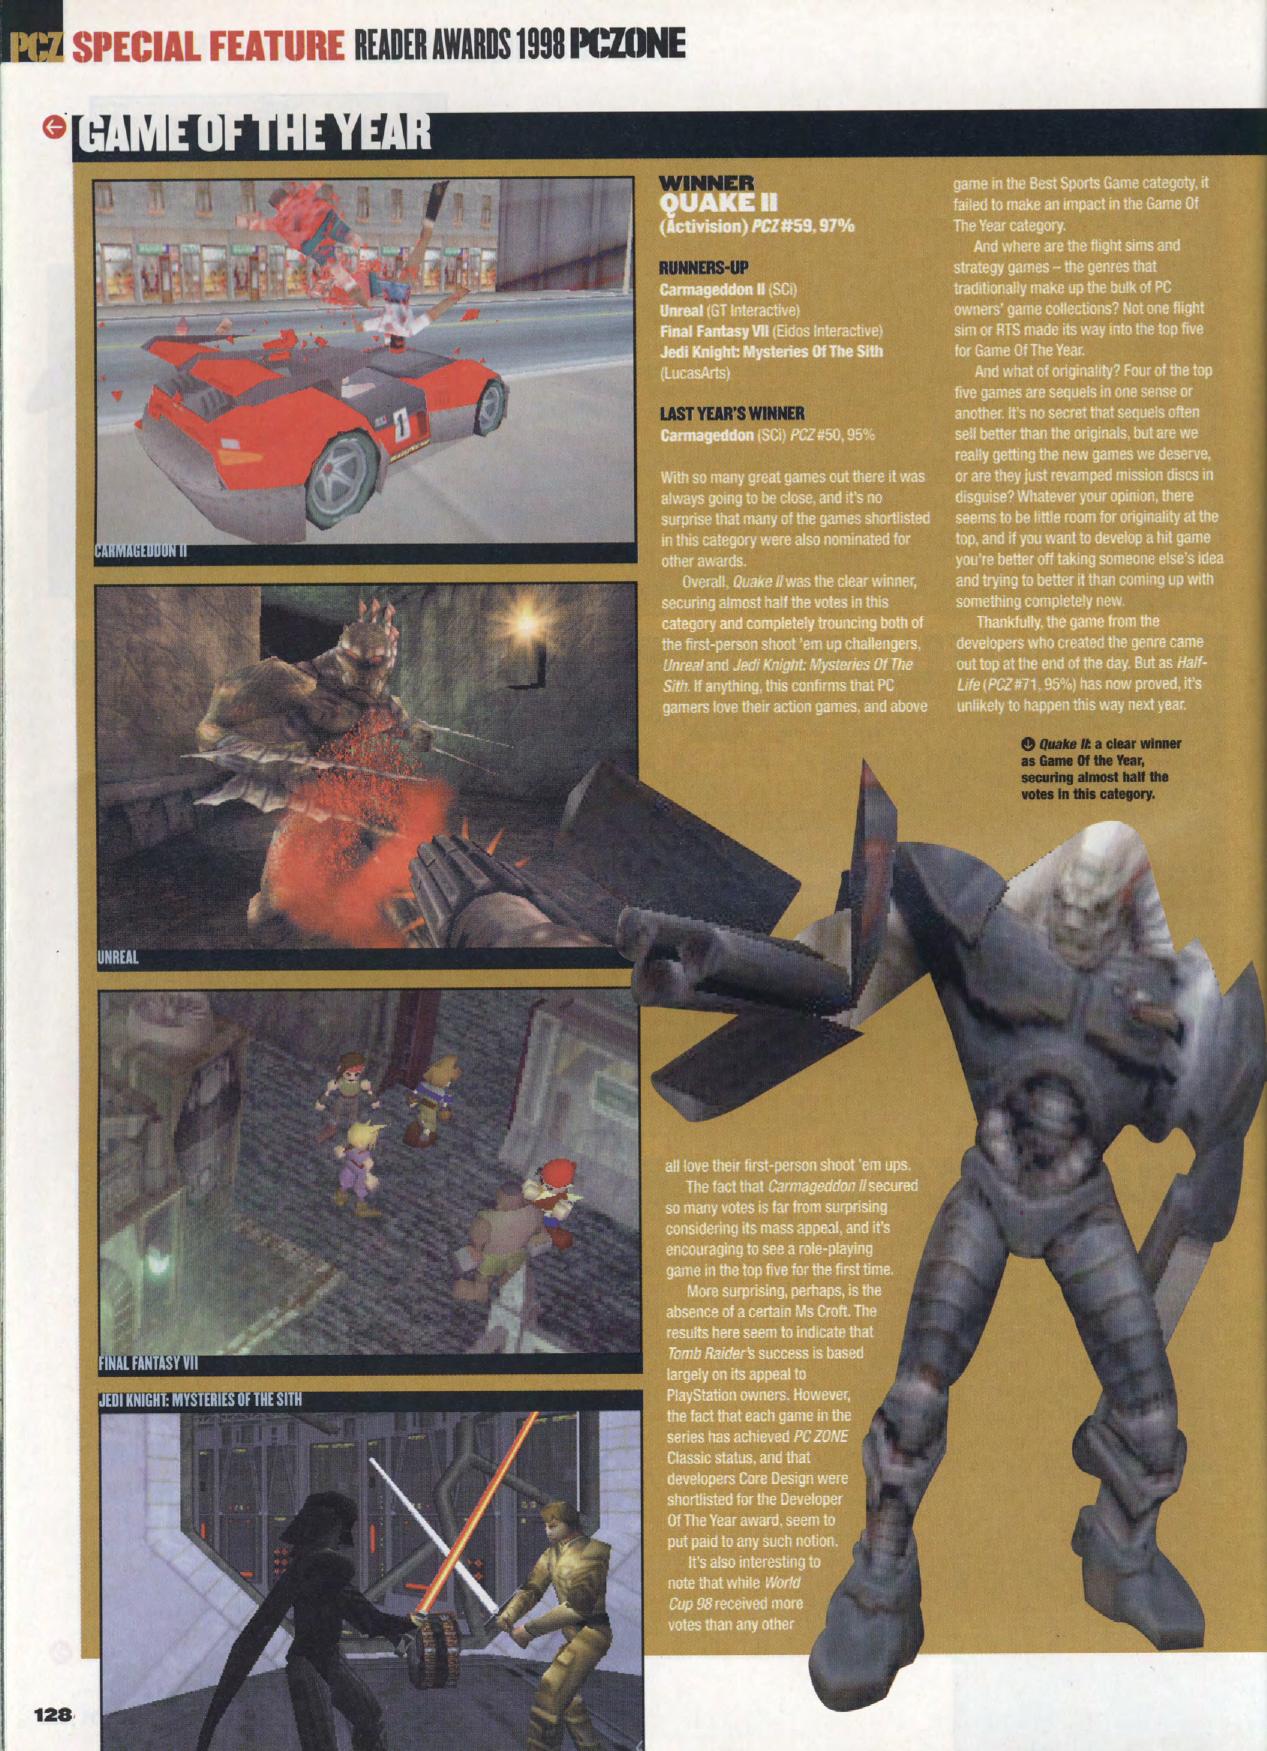 PCZ SPECIAL FEATURE READER AWARDS 1998 PCZONE
GAME OF THE YEAR
CARMAGEDDON II
UNREAL
FINAL FANTASY VII
JEDI KNIGHT: MYSTERIES OF THE SITH
WINNER
QUAKE II
(Activision) PCZ #59, 97%
RUNNERS-UP
Carmageddon II (SCi)
Unreal (GT Interactive)
Final Fantasy VII (Eidos Interactive)
Jedi Knight: Mysteries Of The Sith
(LucasArts)
LAST YEAR'S WINNER
Carmageddon (SCi) PCZ #50, 95%
With so many great games out there it was
always going to be close, and it's no
surprise that many of the games shortlisted
in this category were also nominated for
other awards.
Overall, Quake II was the clear winner,
securing almost half the votes in this
category and completely trouncing both of
the first-person shoot 'em up challengers,
Unreal and Jedi Knight: Mysteries Of The
Sith. If anything, this confirms that PC
gamers love their action games, and above
all love their first-person shoot 'em ups.
The fact that Carmageddon II secured
so many votes is far from surprising
considering its mass appeal, and it's
encouraging to see a role-playing
game in the top five for the first time.
More surprising, perhaps, is the
absence of a certain Ms Croft. The
results here seem to indicate that
Tomb Raider's success is based
largely on its appeal to
PlayStation owners. However,
the fact that each game in the
series has achieved PC ZONE
Classic status, and that
developers Core Design were
shortlisted for the Developer
Of The Year award, seem to
put paid to any such notion.
It's also interesting to
note that while World
Cup 98 received more
votes than any other
game in the Best Sports Game categoty, it
failed to make an impact in the Game Of
The Year category.
And where are the flight sims and
strategy games – the genres that
traditionally make up the bulk of PC
owners' game collections? Not one flight
sim or RTS made its way into the top five
for Game Of The Year.
And what of originality? Four of the top
five games are sequels in one sense or
another. It's no secret that sequels often
sell better than the originals, but are we
really getting the new games we deserve,
or are they just revamped mission discs in
disguise? Whatever your opinion, there
seems to be little room for originality at the
top, and if you want to develop a hit game
you're better off taking someone else's idea
and trying to better it than coming up with
something completely new.
Thankfully, the game from the
developers who created the genre came
out top at the end of the day. But as Half-
Life (PCZ #71, 95%) has now proved, it's
unlikely to happen this way next year.
Quake II: a clear winner
as Game Of the Year,
securing almost half the
votes in this category.
1
128